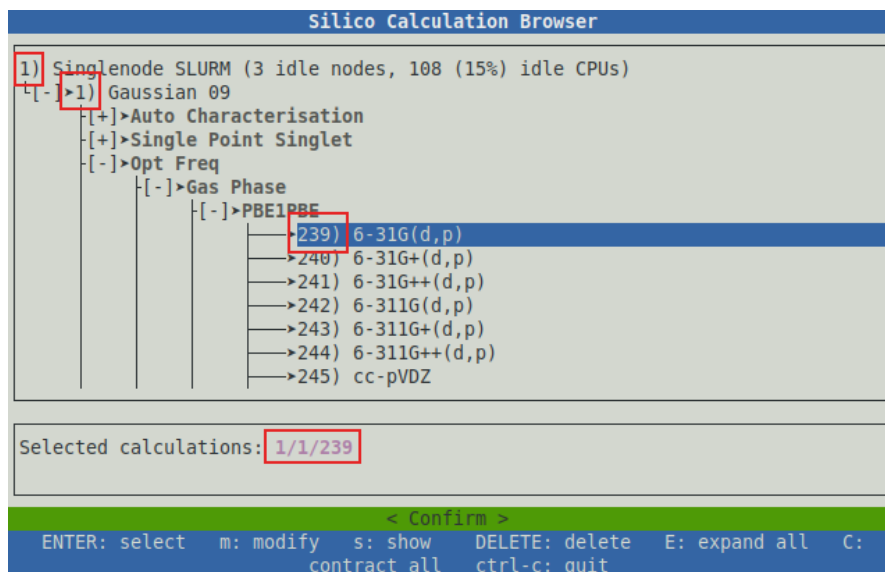 Silico Calculation Browser
1) Singlenode SLURM (3 idle nodes, 108 (15%) idle CPUs)
[-]➤1) Gaussian 09
[+]➤Auto Characterisation
[+]➤Single Point Singlet
[-]➤Opt Freq
[-]➤Gas Phase
[-]➤PBE1PBE
➤239) 6-31G(d,p)
➤240) 6-31G+(d,p)
➤241) 6-31G++(d,p)
➤242) 6-311G(d,p)
➤243) 6-311G+(d,p)
➤244) 6-311G++(d,p)
➤245) cc-pVDZ
Selected calculations: 1/1/239
< Confirm >
ENTER: select m: modify s: show DELETE: delete E: expand all C:
contract all ctrl-c: quit